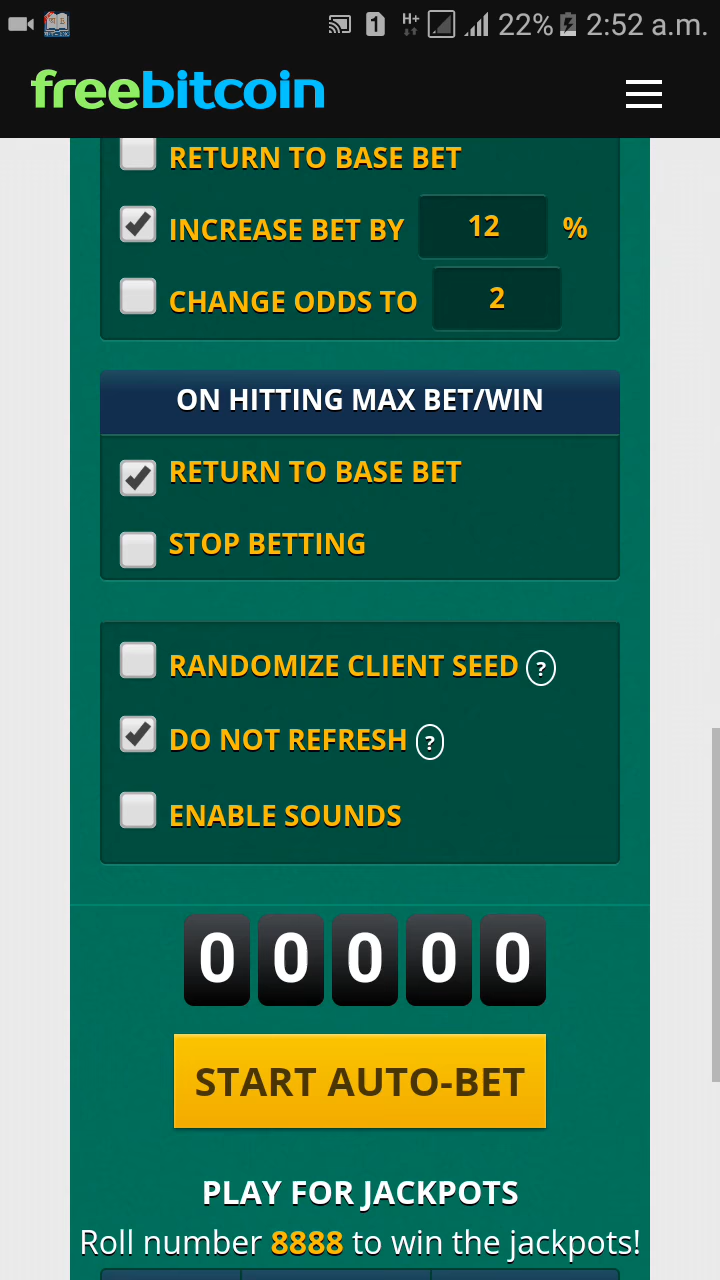 1 H+ 22% 2:52 a.m.
freebitcoin
RETURN TO BASE BET
INCREASE BET BY 12 %
CHANGE ODDS TO 2
ON HITTING MAX BET/WIN
RETURN TO BASE BET
STOP BETTING
RANDOMIZE CLIENT SEED ?
DO NOT REFRESH ?
ENABLE SOUNDS
0 0 0 0 0
START AUTO-BET
PLAY FOR JACKPOTS
Roll number 8888 to win the jackpots!